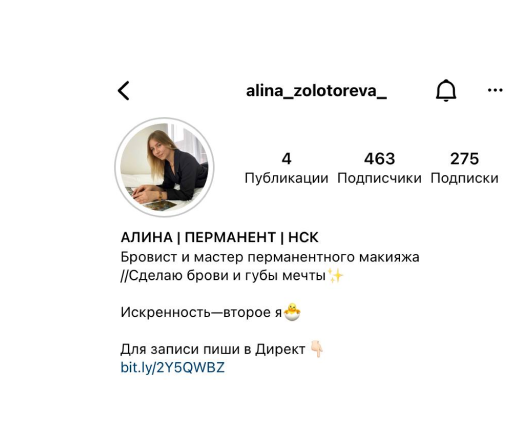 alina_zolotoreva_
4 463 275
Публикации Подписчики Подписки
АЛИНА | ПЕРМАНЕНТ | НСК
Бровист и мастер перманентного макияжа
//Сделаю брови и губы мечты✨
Искренность—второе я🐣
Для записи пиши в Директ 👇🏻
bit.ly/2Y5QWBZ